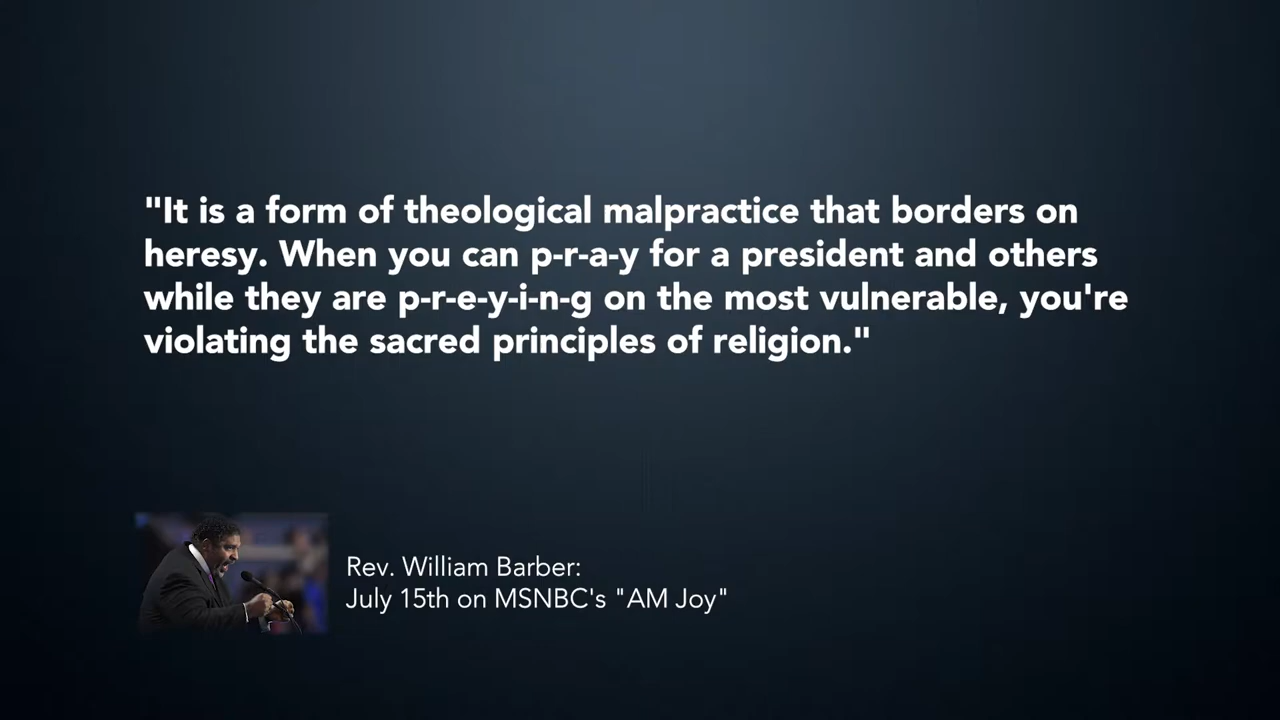 "It is a form of theological malpractice that borders on
heresy. When you can p-r-a-y for a president and others
while they are p-r-e-y-i-n-g on the most vulnerable, you're
violating the sacred principles of religion."
Rev. William Barber:
July 15th on MSNBC's "AM Joy"